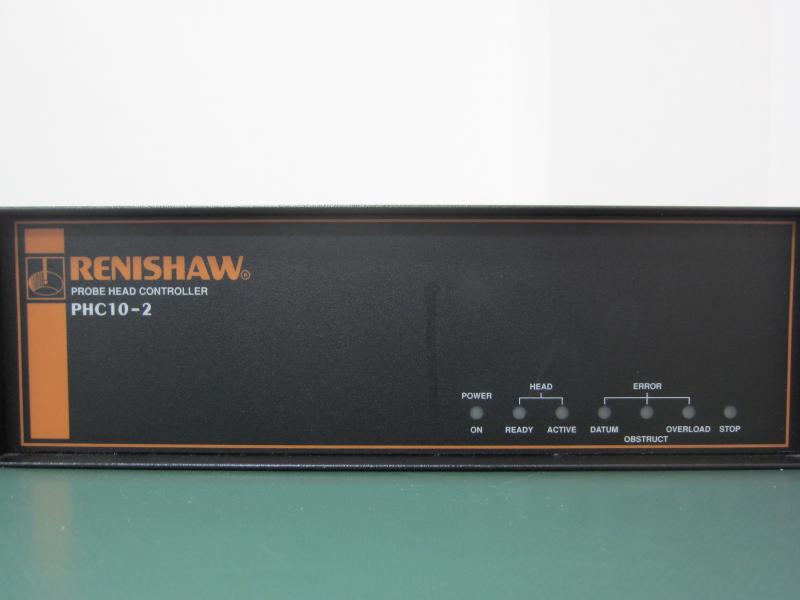 RENISHAW®
PROBE HEAD CONTROLLER
PHC10-2
HEAD ERROR
POWER
ON READY ACTIVE DATUM OVERLOAD STOP
OBSTRUCT